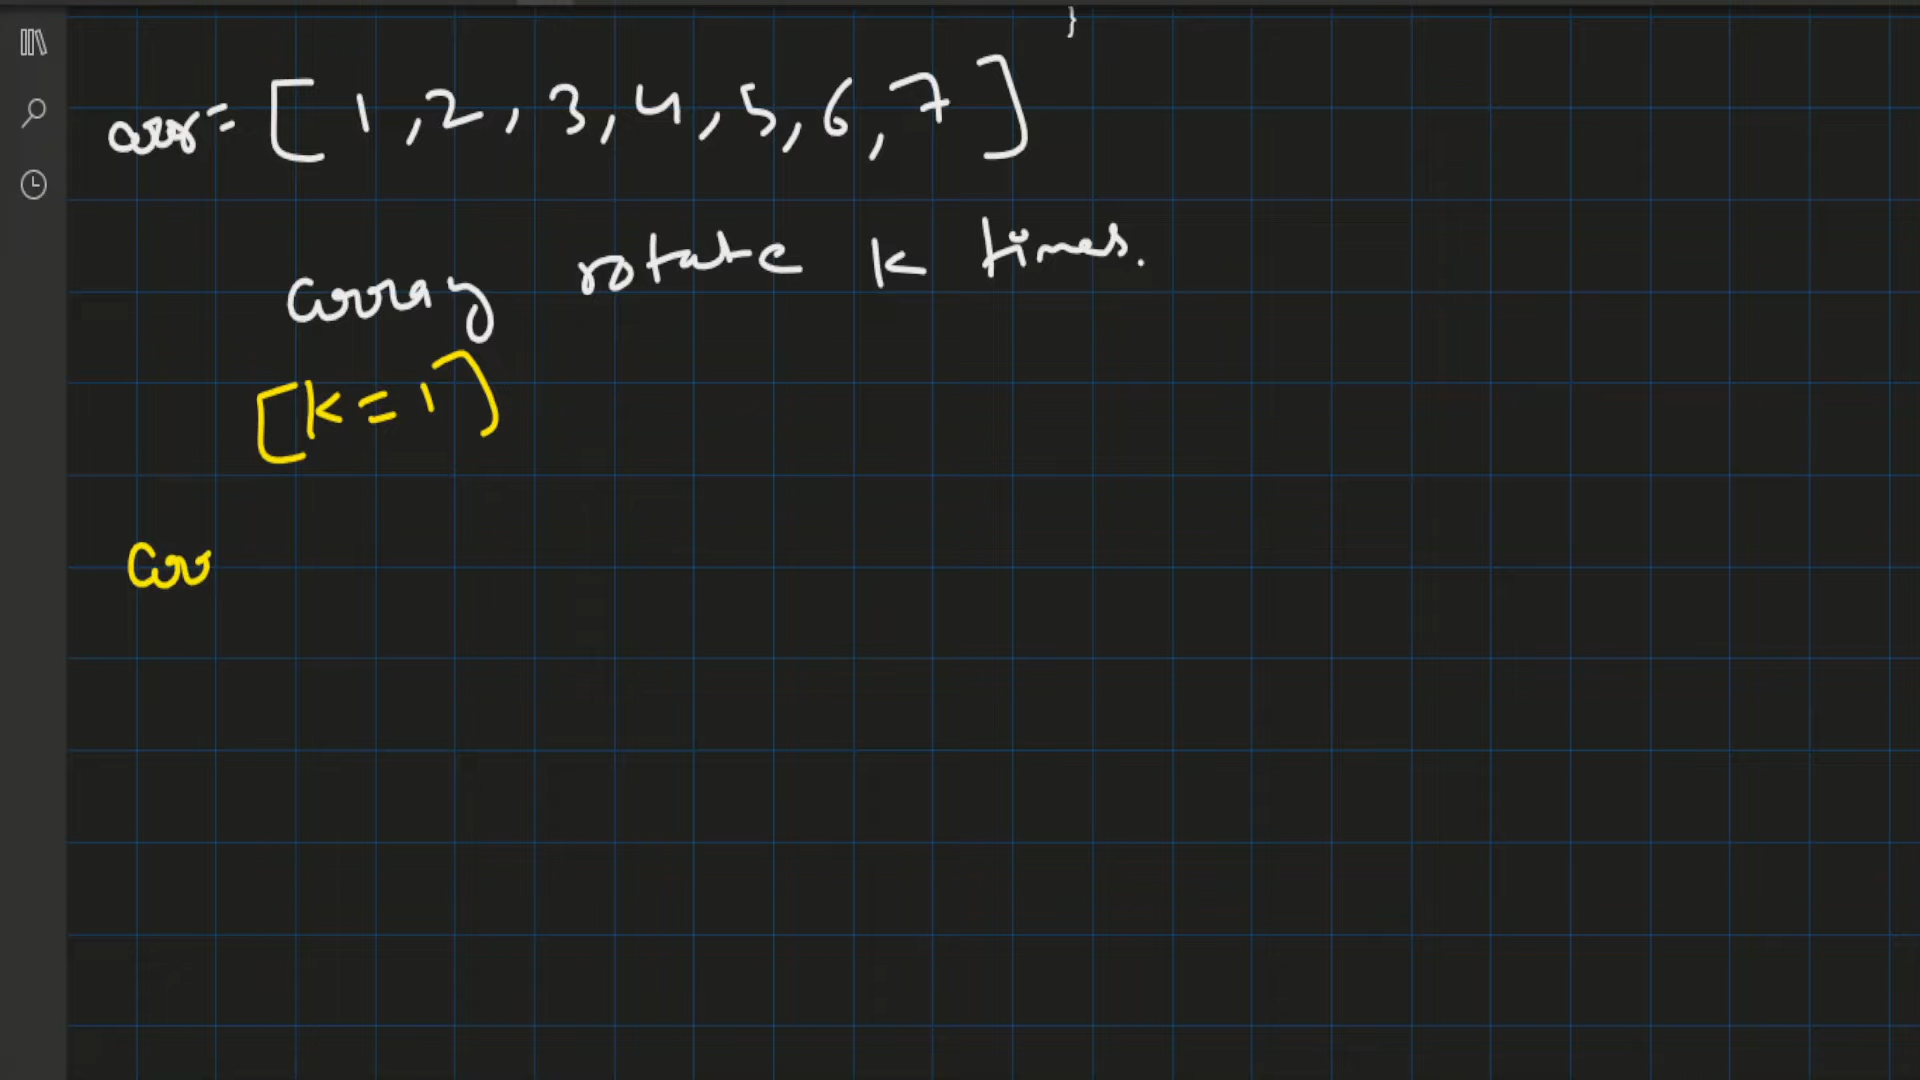 }
arr = [ 1 , 2 , 3 , 4 , 5 , 6 , 7 ]
array rotate k times.
[k = 1]
arr